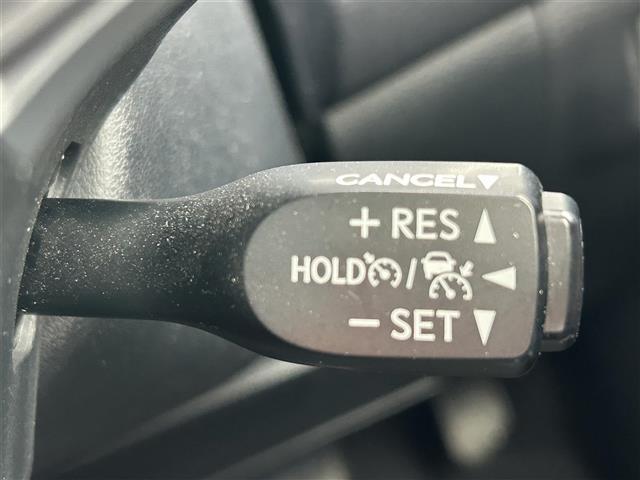 CANCEL▼
+ RES ▲
HOLD / ◀
− SET ▼